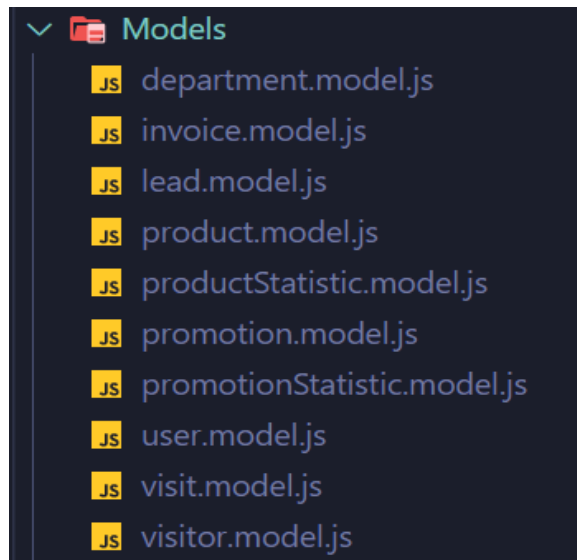 Models
JS department.model.js
JS invoice.model.js
JS lead.model.js
JS product.model.js
JS productStatistic.model.js
JS promotion.model.js
JS promotionStatistic.model.js
JS user.model.js
JS visit.model.js
JS visitor.model.js